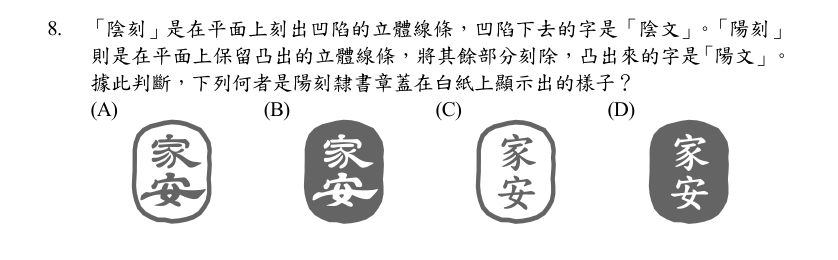 8. 「陰刻」是在平面上刻出凹陷的立體線條，凹陷下去的字是「陰文」。「陽刻」
則是在平面上保留凸出的立體線條，將其餘部分刻除，凸出來的字是「陽文」。
據此判斷，下列何者是陽刻隸書章蓋在白紙上顯示出的樣子？
(A) (B) (C) (D)
家 家 家 家
安 安 安 安